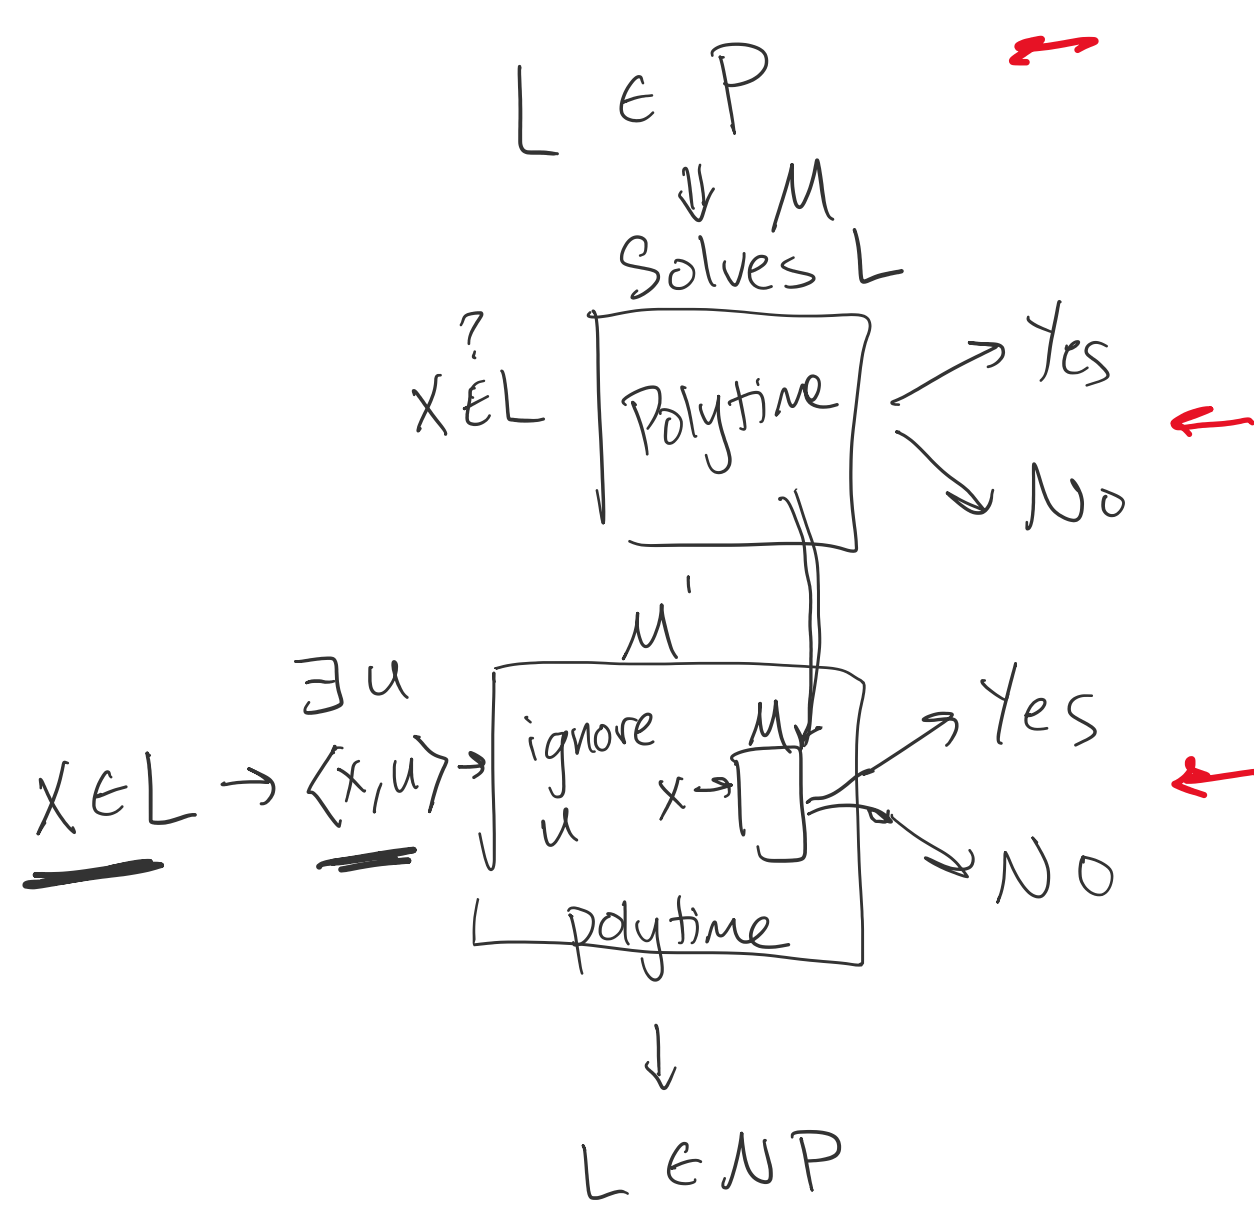 L ∈ P
⇓ M
Solves L
?
X ∈ L
Polytime
Yes
No
M'
∃ u
X ∈ L → ⟨x, u⟩ →
ignore
u
M
x →
Yes
No
polytime
↓
L ∈ NP